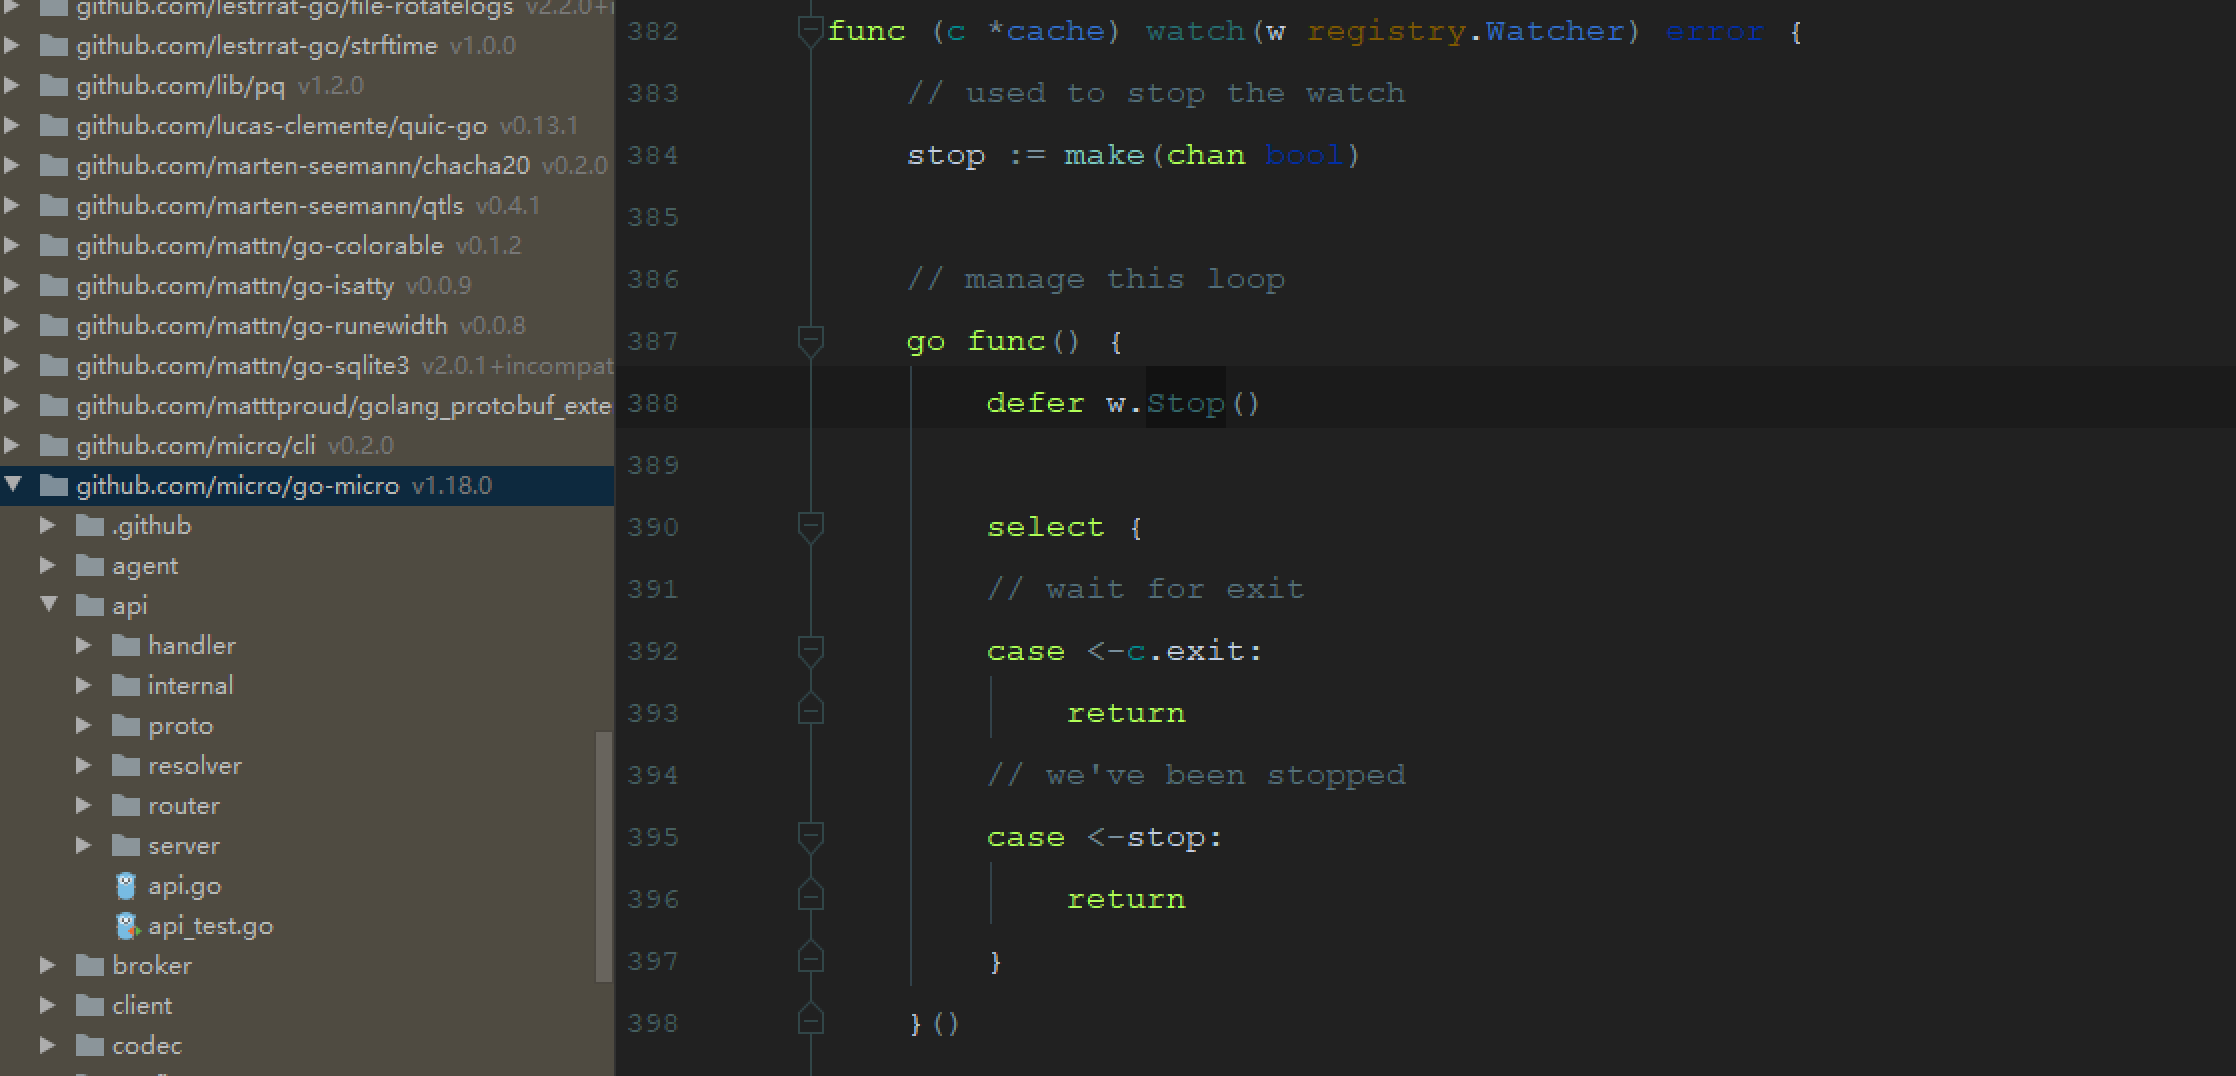 github.com/lestrrat-go/file-rotatelogs v2.2.0+i
github.com/lestrrat-go/strftime v1.0.0
github.com/lib/pq v1.2.0
github.com/lucas-clemente/quic-go v0.13.1
github.com/marten-seemann/chacha20 v0.2.0
github.com/marten-seemann/qtls v0.4.1
github.com/mattn/go-colorable v0.1.2
github.com/mattn/go-isatty v0.0.9
github.com/mattn/go-runewidth v0.0.8
github.com/mattn/go-sqlite3 v2.0.1+incompat
github.com/matttproud/golang_protobuf_exte
github.com/micro/cli v0.2.0
github.com/micro/go-micro v1.18.0
.github
agent
api
handler
internal
proto
resolver
router
server
api.go
api_test.go
broker
client
codec
382 func (c *cache) watch(w registry.Watcher) error {
383 // used to stop the watch
384 stop := make(chan bool)
385
386 // manage this loop
387 go func() {
388 defer w.Stop()
389
390 select {
391 // wait for exit
392 case <-c.exit:
393 return
394 // we've been stopped
395 case <-stop:
396 return
397 }
398 }()